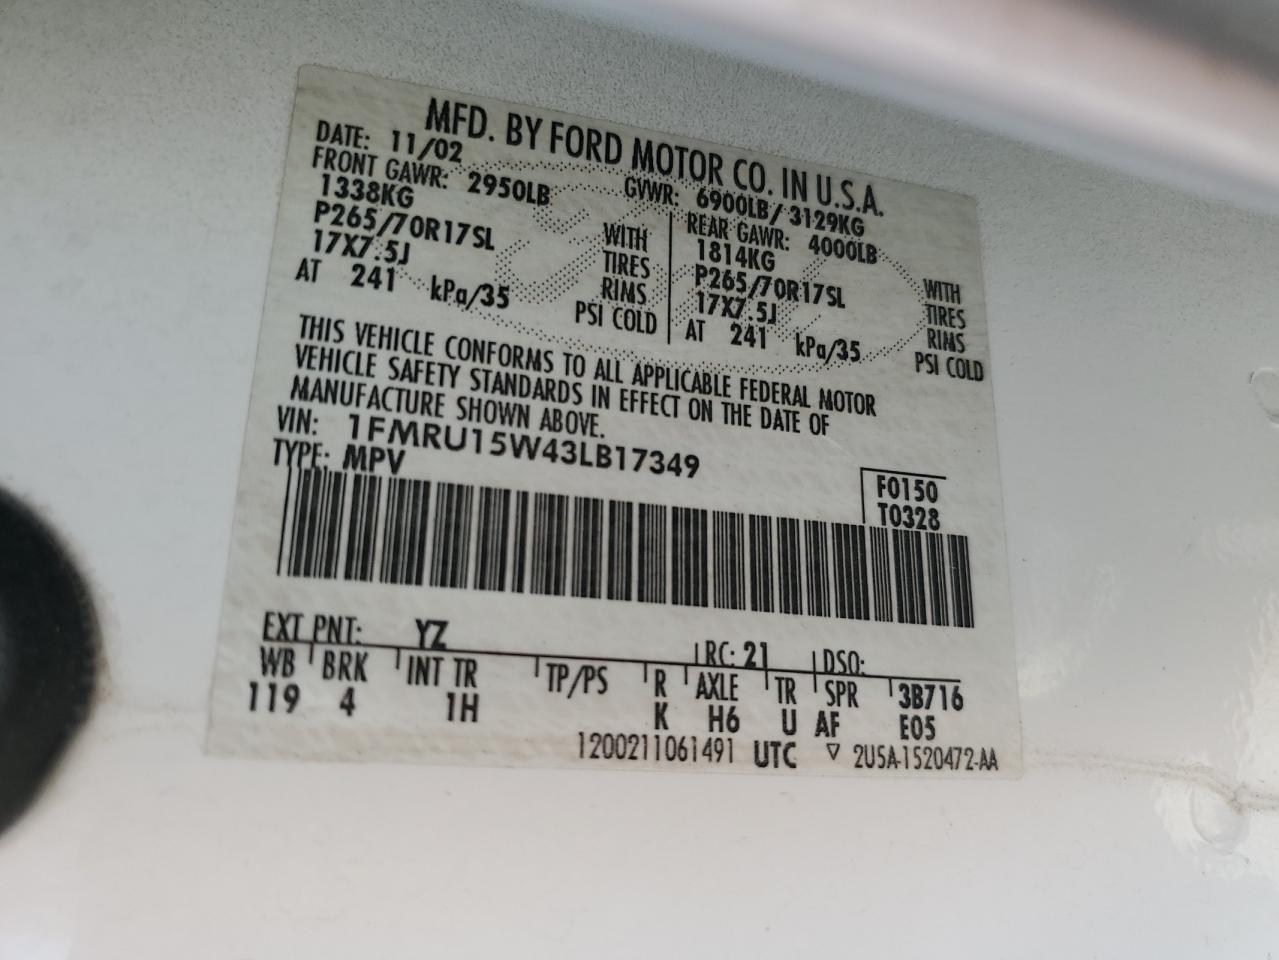 MFD. BY FORD MOTOR CO. IN U.S.A.
DATE: 11/02 GVWR: 6900LB/ 3129KG
FRONT GAWR: 2950LB REAR GAWR: 4000LB
1338KG WITH 1814KG WITH
P265/70R17SL TIRES P265/70R17SL TIRES
17X7.5J RIMS 17X7.5J RIMS
AT 241 kPa/35 PSI COLD AT 241 kPa/35 PSI COLD
THIS VEHICLE CONFORMS TO ALL APPLICABLE FEDERAL MOTOR
VEHICLE SAFETY STANDARDS IN EFFECT ON THE DATE OF
MANUFACTURE SHOWN ABOVE.
VIN: 1FMRU15W43LB17349
TYPE: MPV
F0150
T0328
EXT PNT: YZ RC: 21 DSO:
WB BRK INT TR TP/PS R AXLE TR SPR 3B716
119 4 1H K H6 U AF E05
1200211061491 UTC ▽ 2U5A-1520472-AA